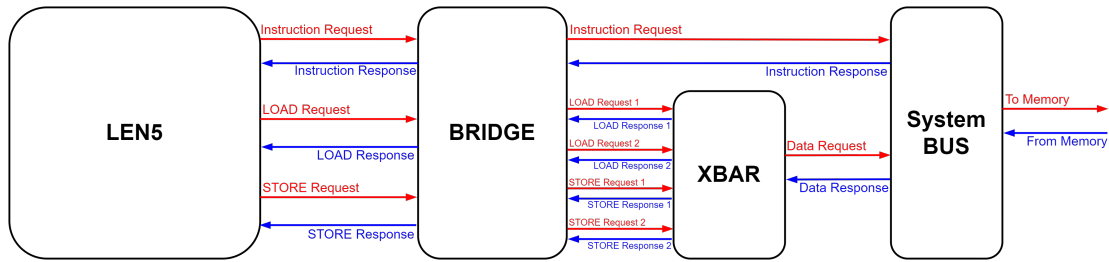 Instruction Request
Instruction Response
LOAD Request
LOAD Response
STORE Request
STORE Response
LEN5
BRIDGE
Instruction Request
Instruction Response
LOAD Request 1
LOAD Response 1
LOAD Request 2
LOAD Response 2
STORE Request 1
STORE Response 1
STORE Request 2
STORE Response 2
XBAR
Data Request
Data Response
System
BUS
To Memory
From Memory